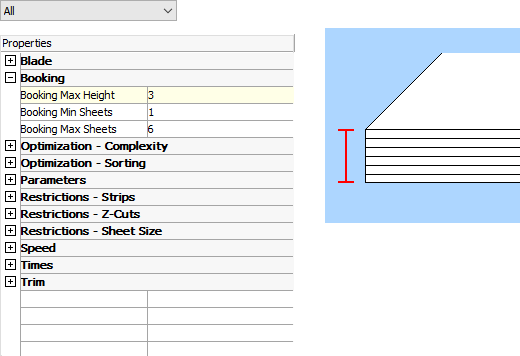 All
Properties
Blade
Booking
Booking Max Height 3
Booking Min Sheets 1
Booking Max Sheets 6
Optimization - Complexity
Optimization - Sorting
Parameters
Restrictions - Strips
Restrictions - Z-Cuts
Restrictions - Sheet Size
Speed
Times
Trim